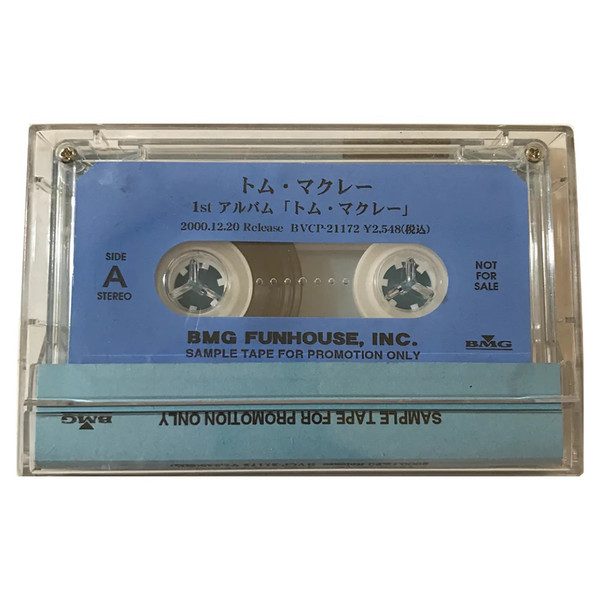 トム・マクレー
1st アルバム「トム・マクレー」
2000.12.20 Release BVCP-21172 ¥2,548(税込)
SIDE
A
STEREO
NOT
FOR
SALE
BMG FUNHOUSE, INC.
SAMPLE TAPE FOR PROMOTION ONLY
BMG
SAMPLE TAPE FOR PROMOTION ONLY
BMG